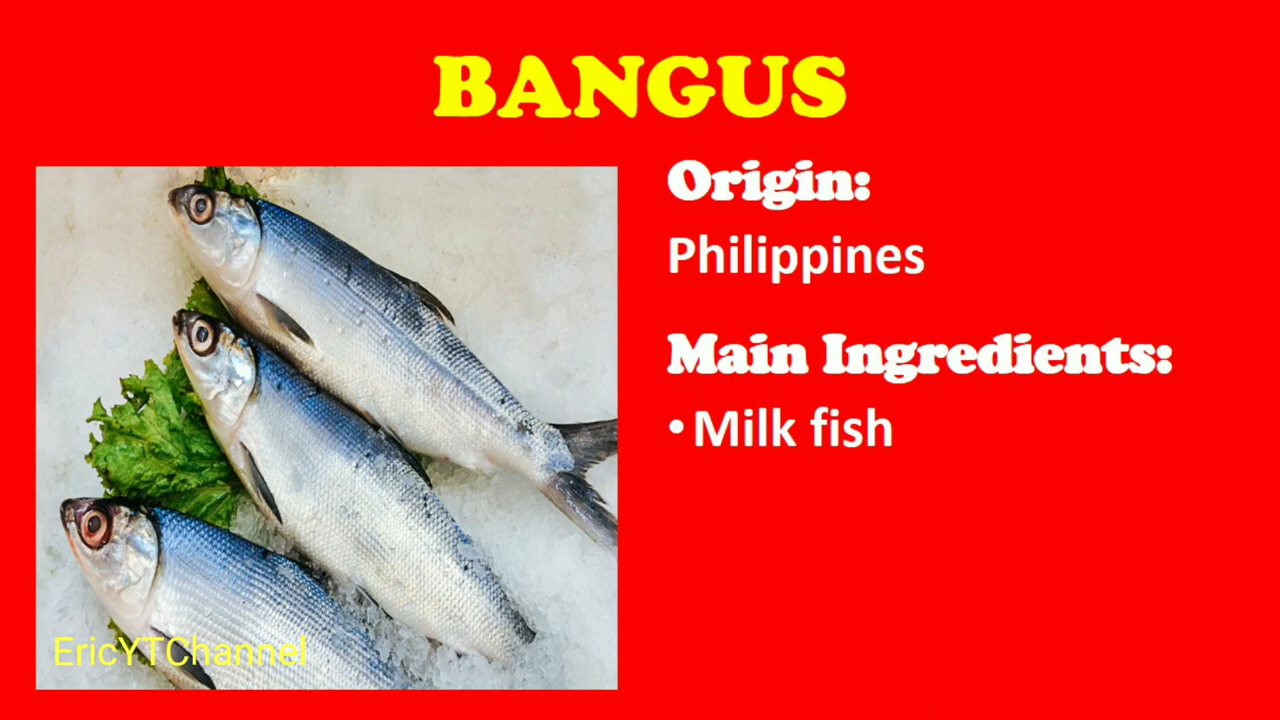 BANGUS
Origin:
Philippines
Main Ingredients:
• Milk fish
EricYTChannel